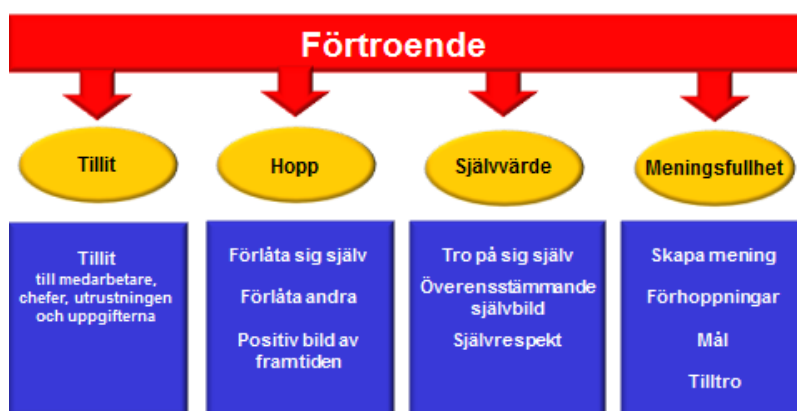 Förtroende
Tillit
Hopp
Självvärde
Meningsfullhet
Tillit
till medarbetare,
chefer, utrustningen
och uppgifterna
Förlåta sig själv
Förlåta andra
Positiv bild av
framtiden
Tro på sig själv
Överensstämmande
självbild
Självrespekt
Skapa mening
Förhoppningar
Mål
Tilltro